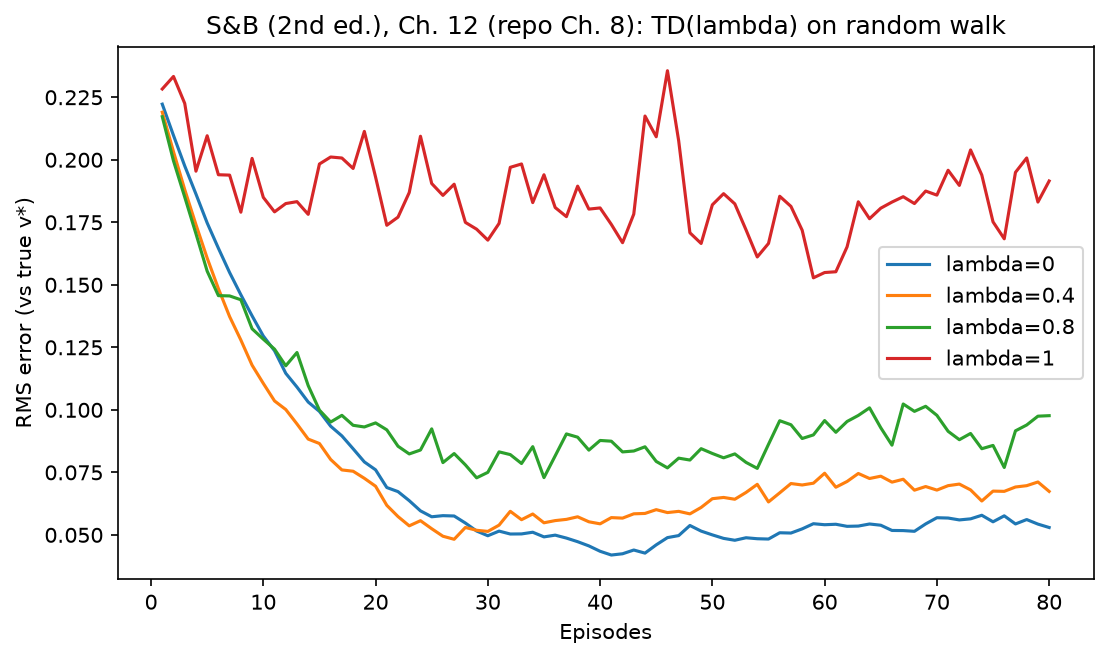 S&B (2nd ed.), Ch. 12 (repo Ch. 8): TD(lambda) on random walk
RMS error (vs true v*)
0.225
0.200
0.175
0.150
0.125
0.100
0.075
0.050
lambda=0
lambda=0.4
lambda=0.8
lambda=1
0 10 20 30 40 50 60 70 80
Episodes